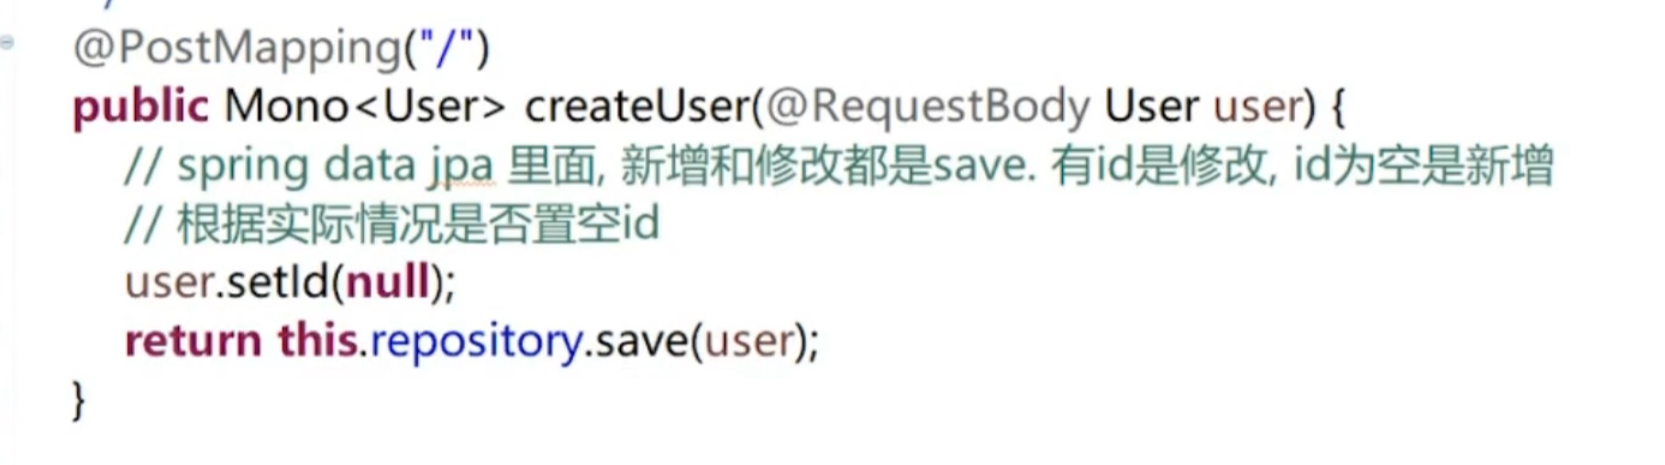 @PostMapping("/")
public Mono<User> createUser(@RequestBody User user) {
// spring data jpa 里面, 新增和修改都是save. 有id是修改, id为空是新增
// 根据实际情况是否置空id
user.setId(null);
return this.repository.save(user);
}